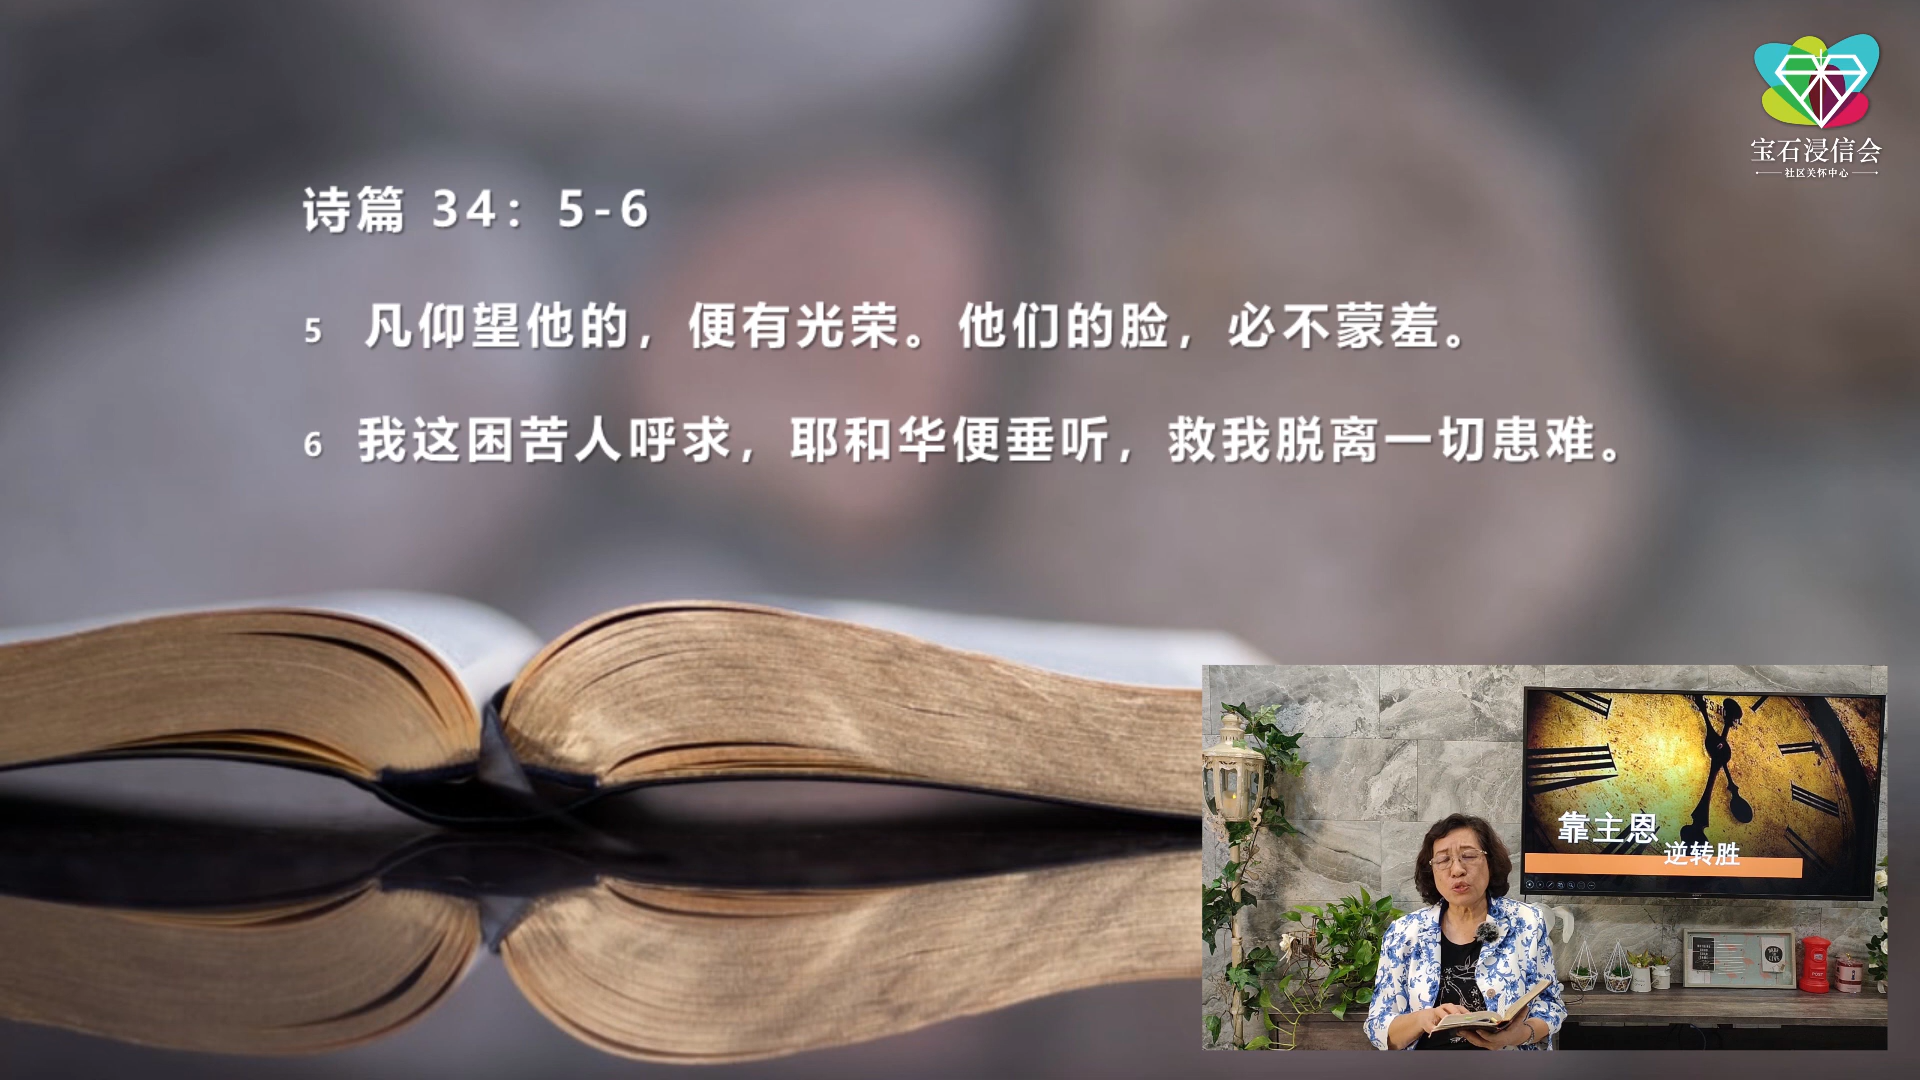 宝石浸信会
社区关怀中心
诗篇 34：5-6
5 凡仰望他的，便有光荣。他们的脸，必不蒙羞。
6 我这困苦人呼求，耶和华便垂听，救我脱离一切患难。
靠主恩
逆转胜